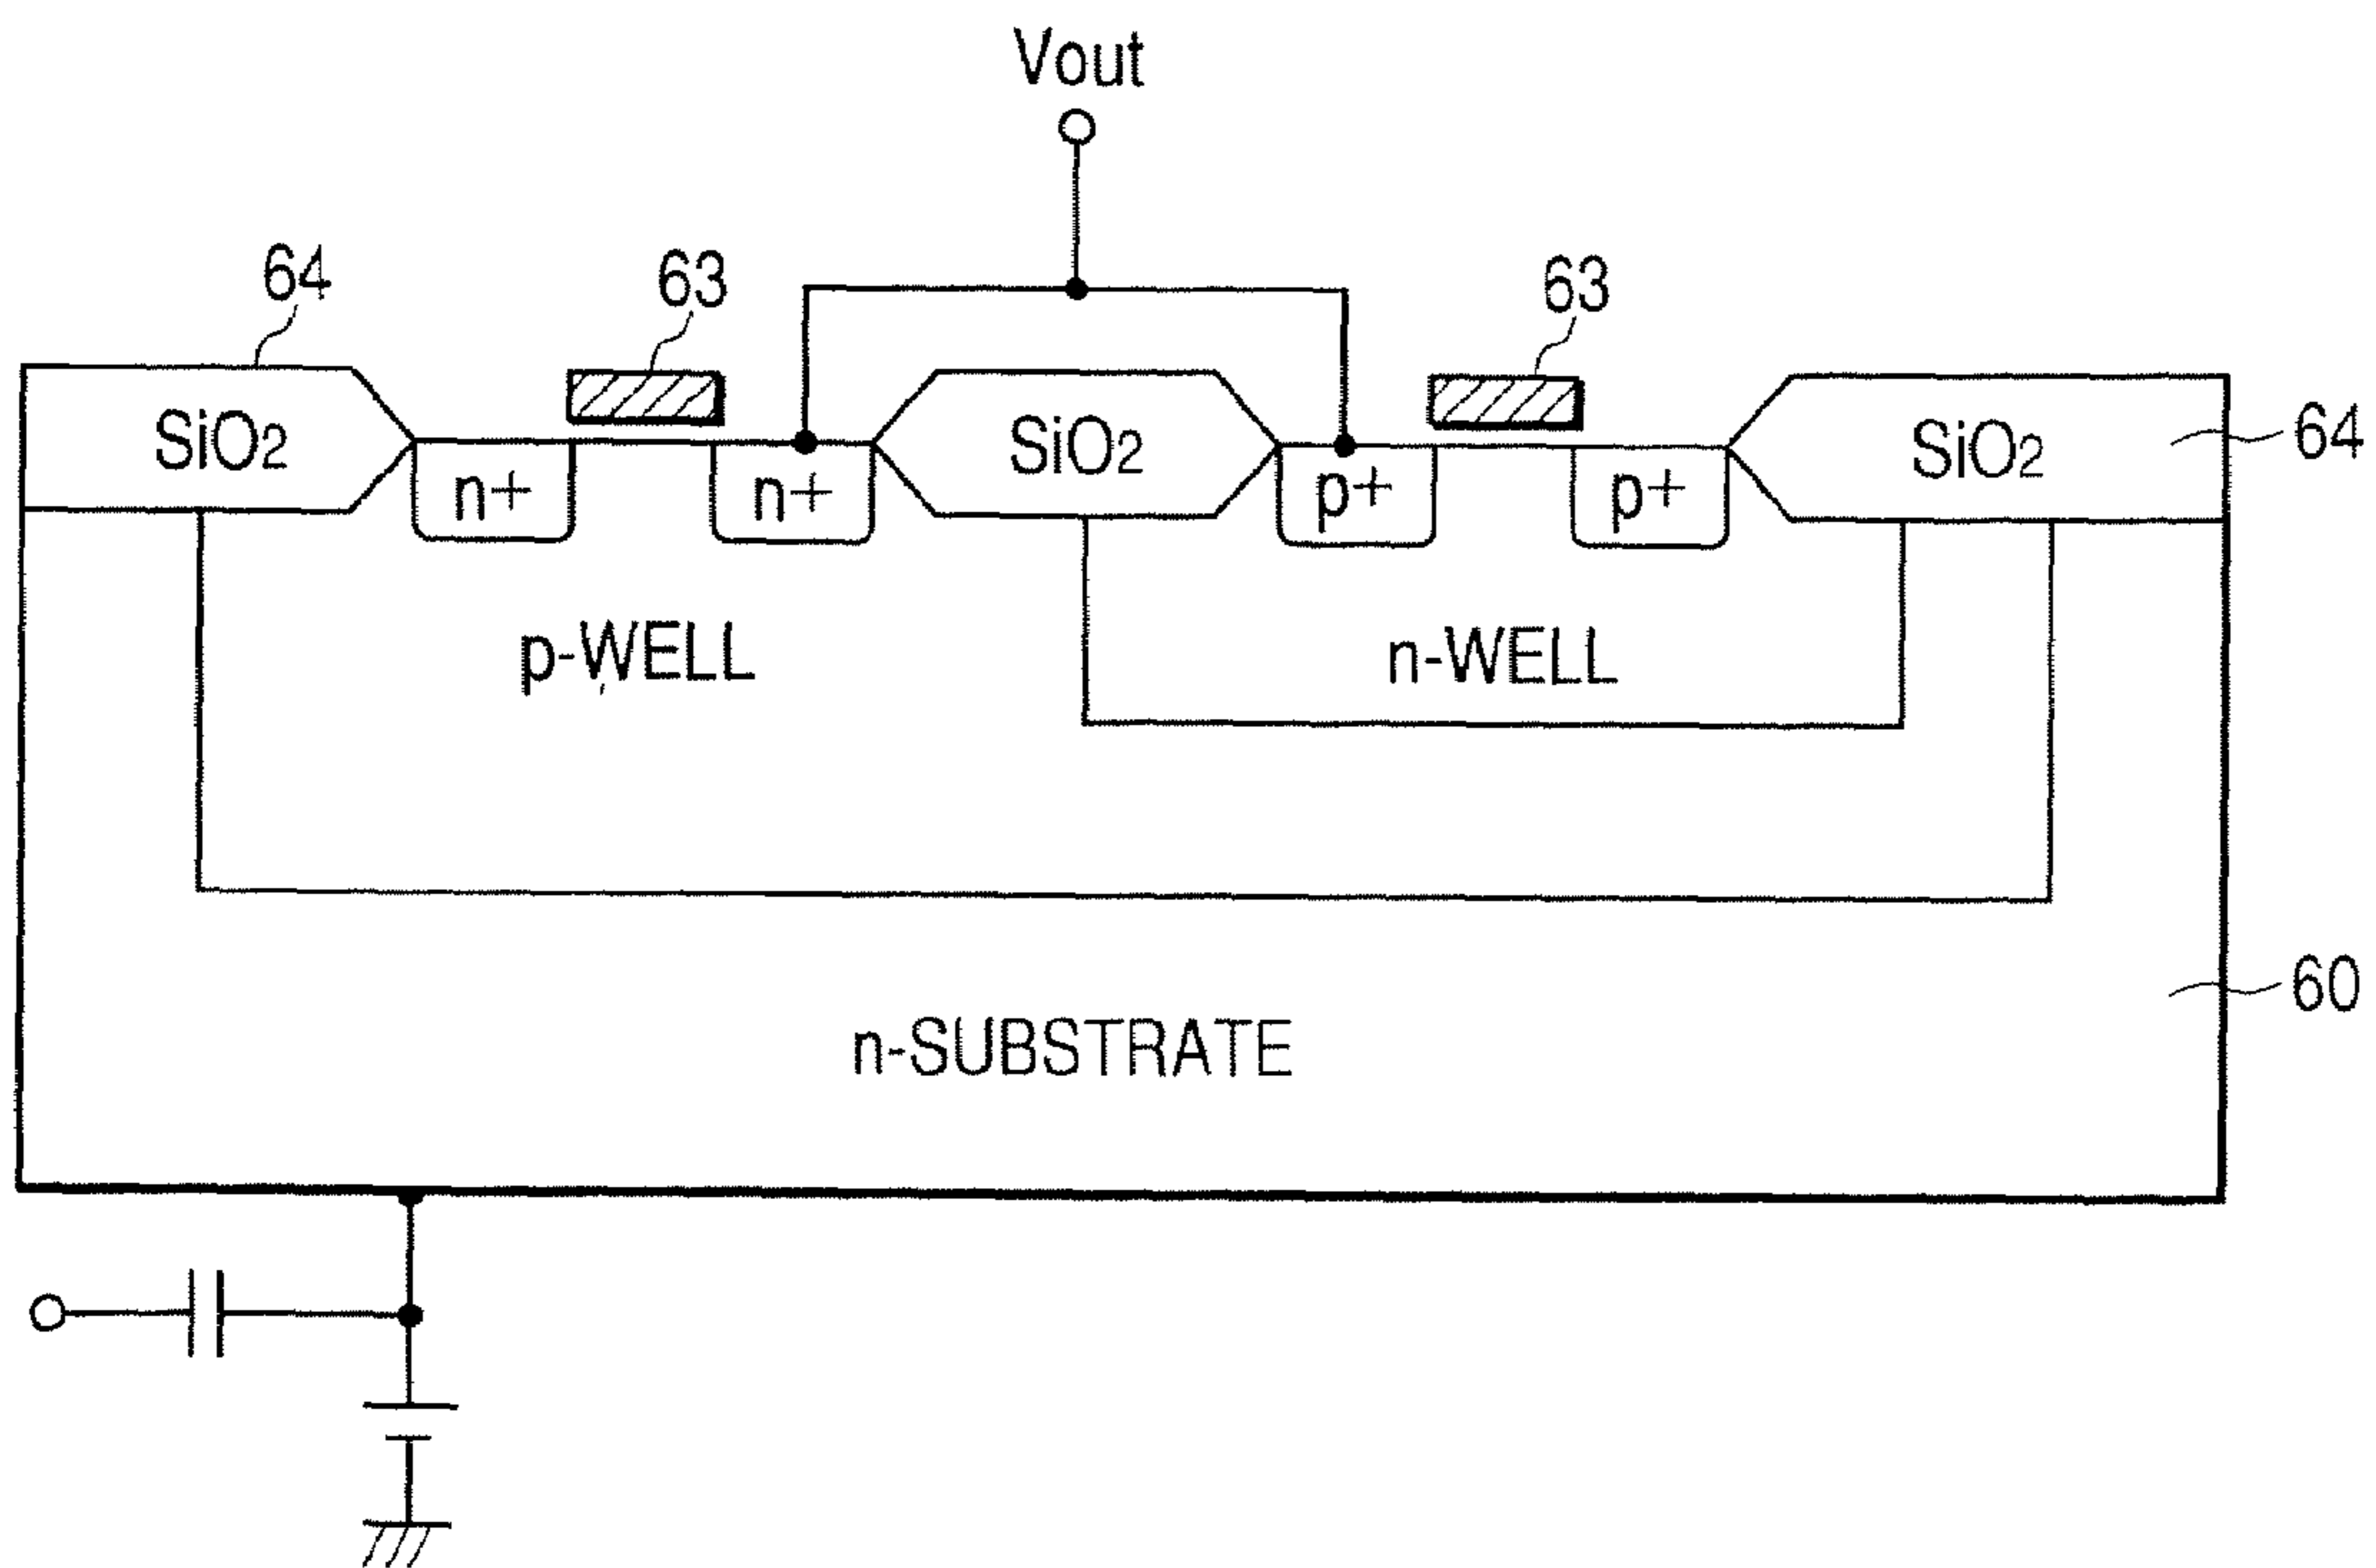 Vout
64
63
63
SiO2
SiO2
SiO2
64
n+
n+
p+
p+
p-WELL
n-WELL
60
n-SUBSTRATE